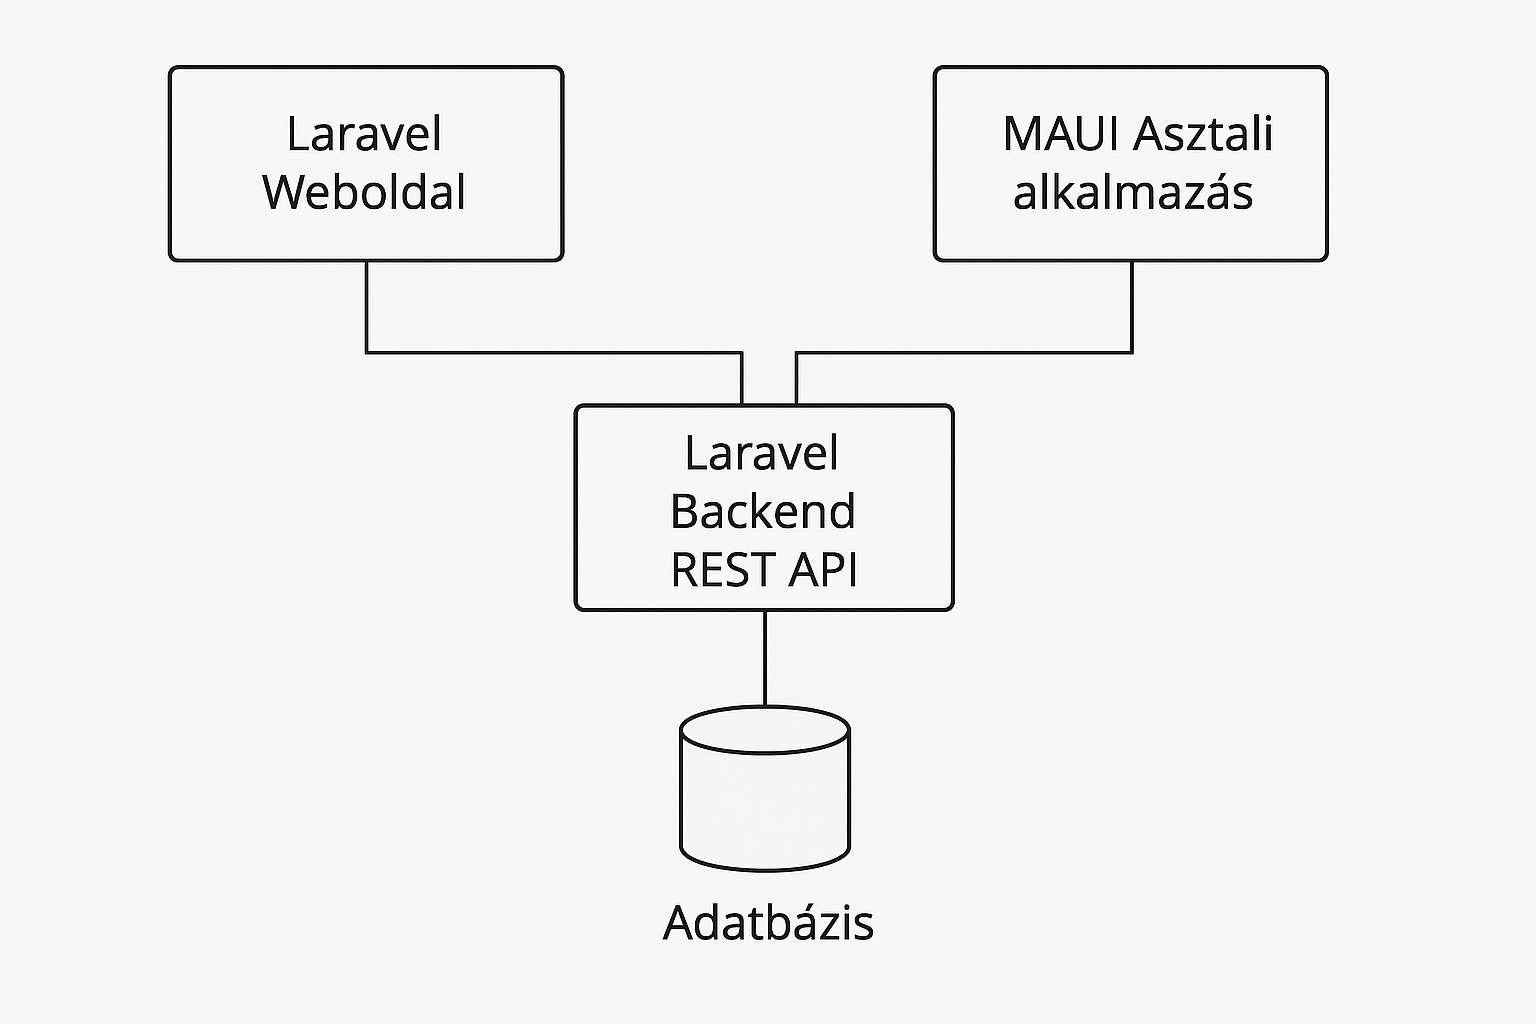 Laravel
Weboldal
MAUI Asztali
alkalmazás
Laravel
Backend
REST API
Adatbázis